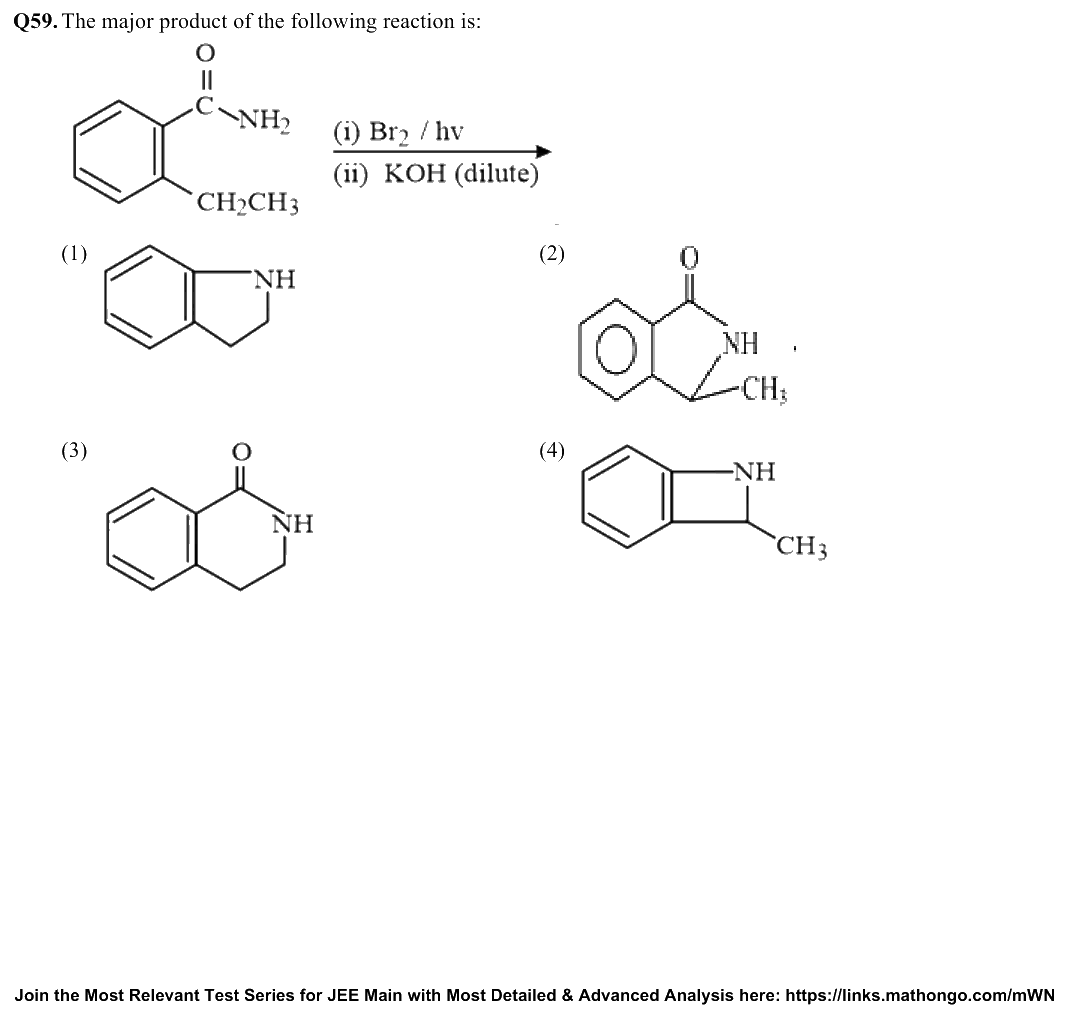 Q59. The major product of the following reaction is:
O
C
NH₂
(i) Br₂ / hv
(ii) KOH (dilute)
CH₂CH₃
(1)
NH
(2)
O
NH
CH₃
(3)
O
NH
(4)
NH
CH₃
Join the Most Relevant Test Series for JEE Main with Most Detailed & Advanced Analysis here: https://links.mathongo.com/mWN